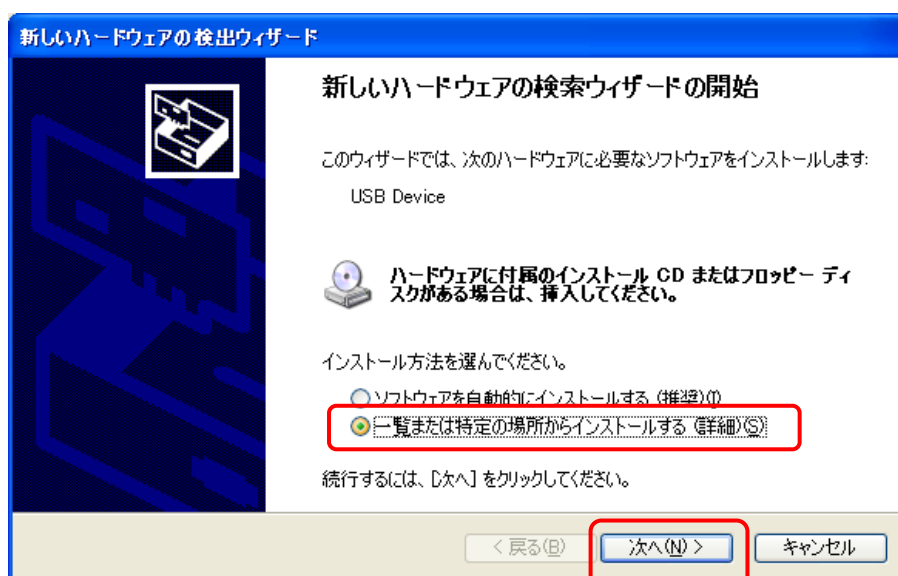 新しいハードウェアの検出ウィザード
新しいハードウェアの検索ウィザードの開始
このウィザードでは、次のハードウェアに必要なソフトウェアをインストールします:
USB Device
ハードウェアに付属のインストール CD またはフロッピー ディ
スクがある場合は、挿入してください。
インストール方法を選んでください。
ソフトウェアを自動的にインストールする (推奨)(I)
一覧または特定の場所からインストールする (詳細)(S)
続行するには、[次へ] をクリックしてください。
< 戻る(B)
次へ(N) >
キャンセル